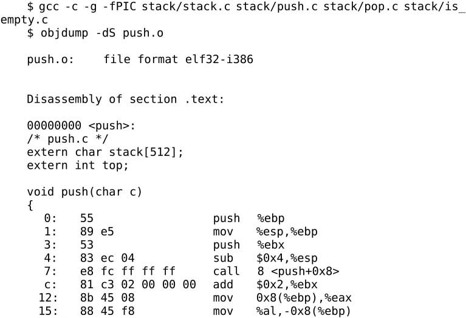 $ gcc -c -g -fPIC stack/stack.c stack/push.c stack/pop.c stack/is_
empty.c
$ objdump -dS push.o
push.o:     file format elf32-i386
Disassembly of section .text:
00000000 <push>:
/* push.c */
extern char stack[512];
extern int top;
void push(char c)
{
0:   55                      push   %ebp
1:   89 e5                   mov    %esp,%ebp
3:   53                      push   %ebx
4:   83 ec 04                sub    $0x4,%esp
7:   e8 fc ff ff ff          call   8 <push+0x8>
c:   81 c3 02 00 00 00       add    $0x2,%ebx
12:   8b 45 08                mov    0x8(%ebp),%eax
15:   88 45 f8                mov    %al,-0x8(%ebp)